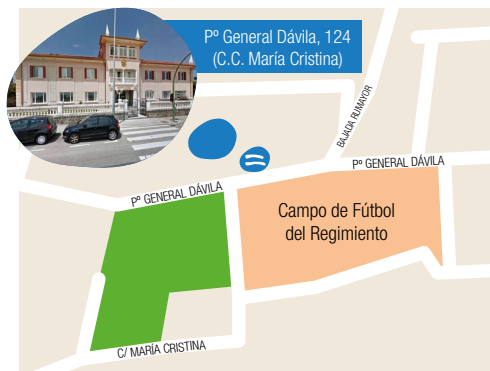 Pº General Dávila, 124
(C.C. María Cristina)
BAJADA RUMAYOR
Pº GENERAL DÁVILA
Pº GENERAL DÁVILA
Campo de Fútbol
del Regimiento
C/ MARÍA CRISTINA